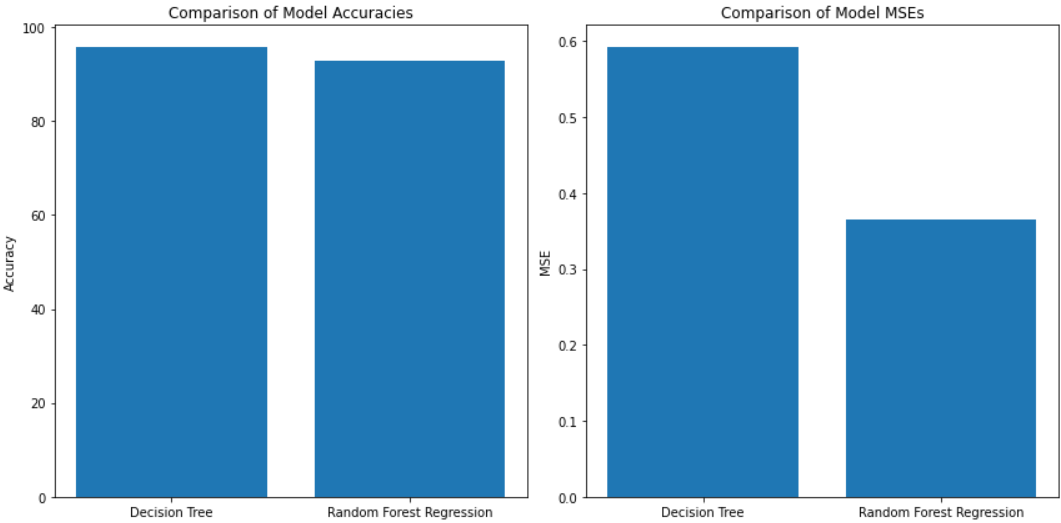 Comparison of Model Accuracies
Accuracy
100
80
60
40
20
0
Decision Tree
Random Forest Regression
Comparison of Model MSEs
MSE
0.6
0.5
0.4
0.3
0.2
0.1
0.0
Decision Tree
Random Forest Regression